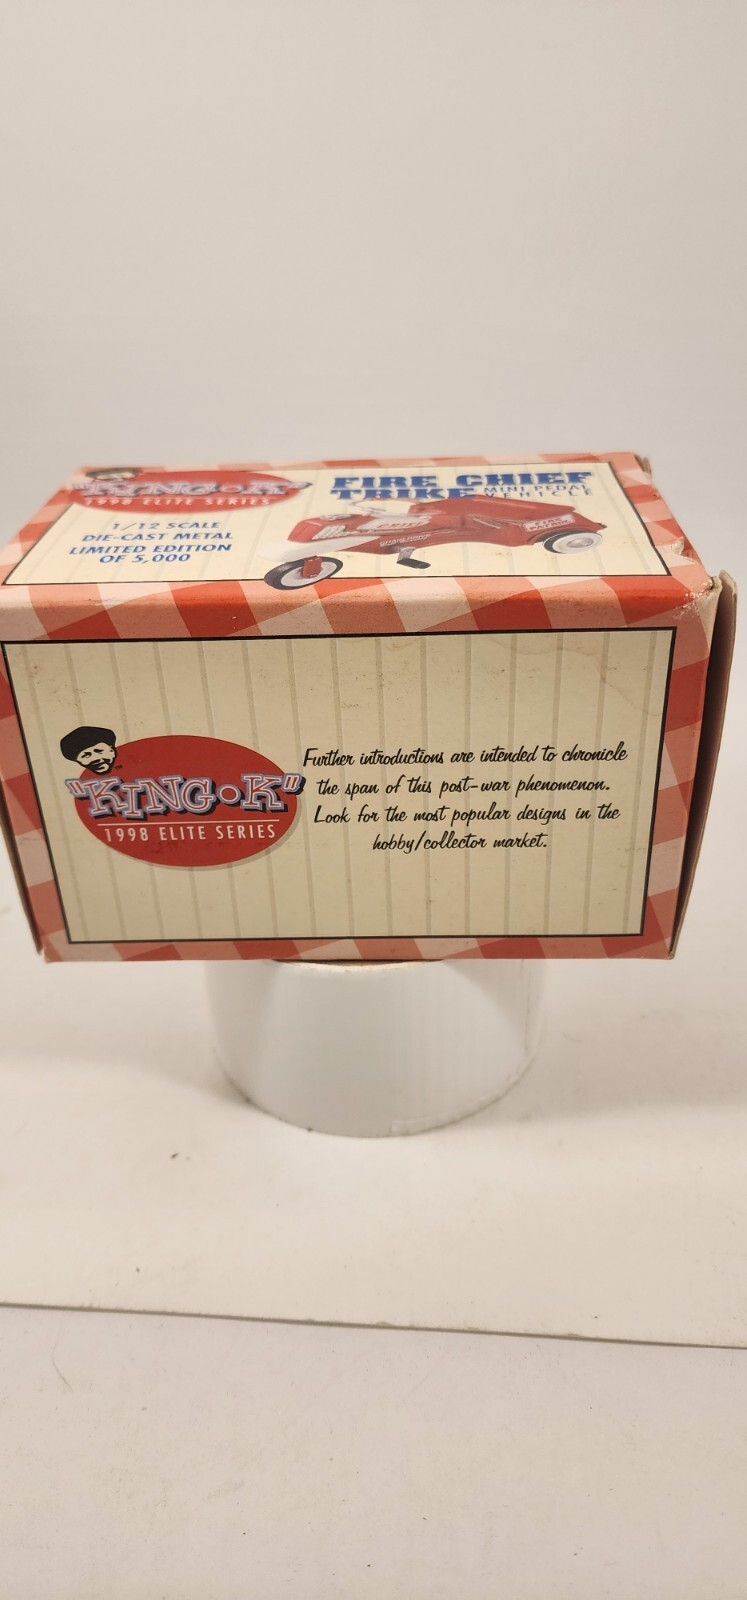 "KING•K"
1998 ELITE SERIES
1/12 SCALE
DIE-CAST METAL
LIMITED EDITION
OF 5,000
FIRE CHIEF
TRIKE MINI PEDAL
VEHICLE
"KING•K"
1998 ELITE SERIES
Further introductions are intended to chronicle
the span of this post-war phenomenon.
Look for the most popular designs in the
hobby/collector market.